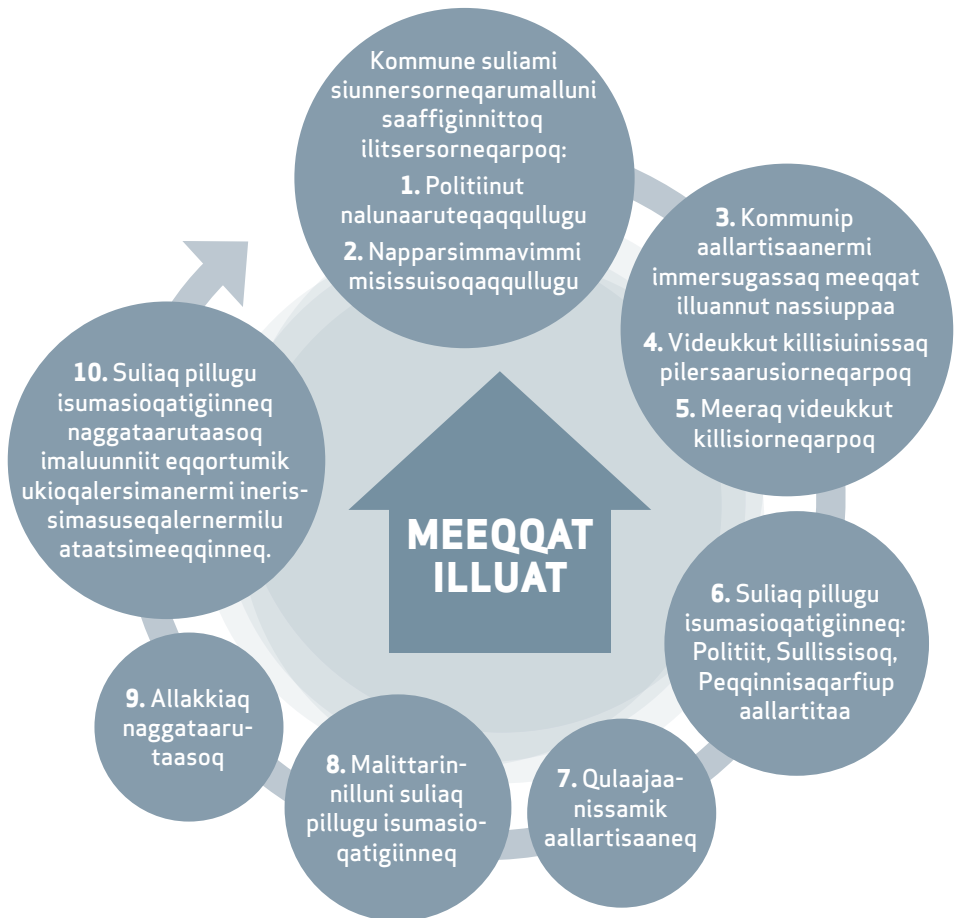 Kommune suliami
siunnersorneqarumalluni
saaffiginnittoq
ilitsersorneqarpoq:
1. Politiinut
nalunaaruteqaqqullugu
2. Napparsimmavimmi
misissuisoqaqqullugu
3. Kommunip
aallartisaanermi
immersugassaq meeqqat
illuannut nassiuppaa
4. Videukkut killisiuinissaq
pilersaarusiorneqarpoq
5. Meeraq videukkut
killisiorneqarpoq
6. Suliaq pillugu
isumasioqatigiinneq:
Politiit, Sullissisoq,
Peqqinnisaqarfiup
aallartitaa
7. Qulaajaa-
nissamik
aallartisaaneq
8. Malittarin-
nilluni suliaq
pillugu isumasio-
qatigiinneq
9. Allakkiaq
naggataaru-
taasoq
10. Suliaq pillugu
isumasioqatigiinneq
naggataarutaasoq
imaluunniit eqqortumik
ukioqalersimanermi ineris-
simasuseqalernermilu
ataatsimeeqqinneq.
MEEQQAT
ILLUAT